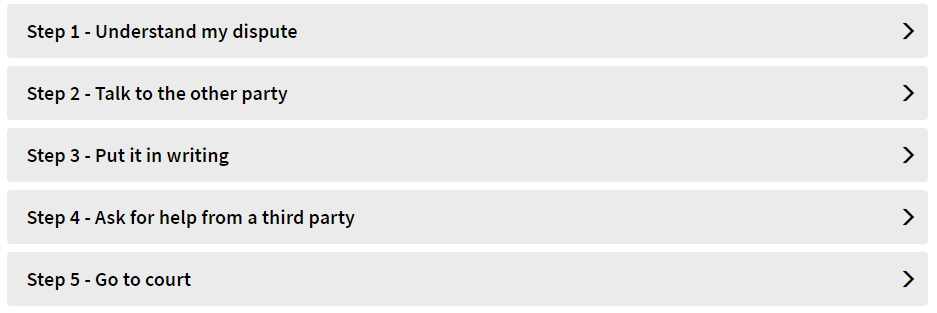 Step 1 - Understand my dispute
Step 2 - Talk to the other party
Step 3 - Put it in writing
Step 4 - Ask for help from a third party
Step 5 - Go to court